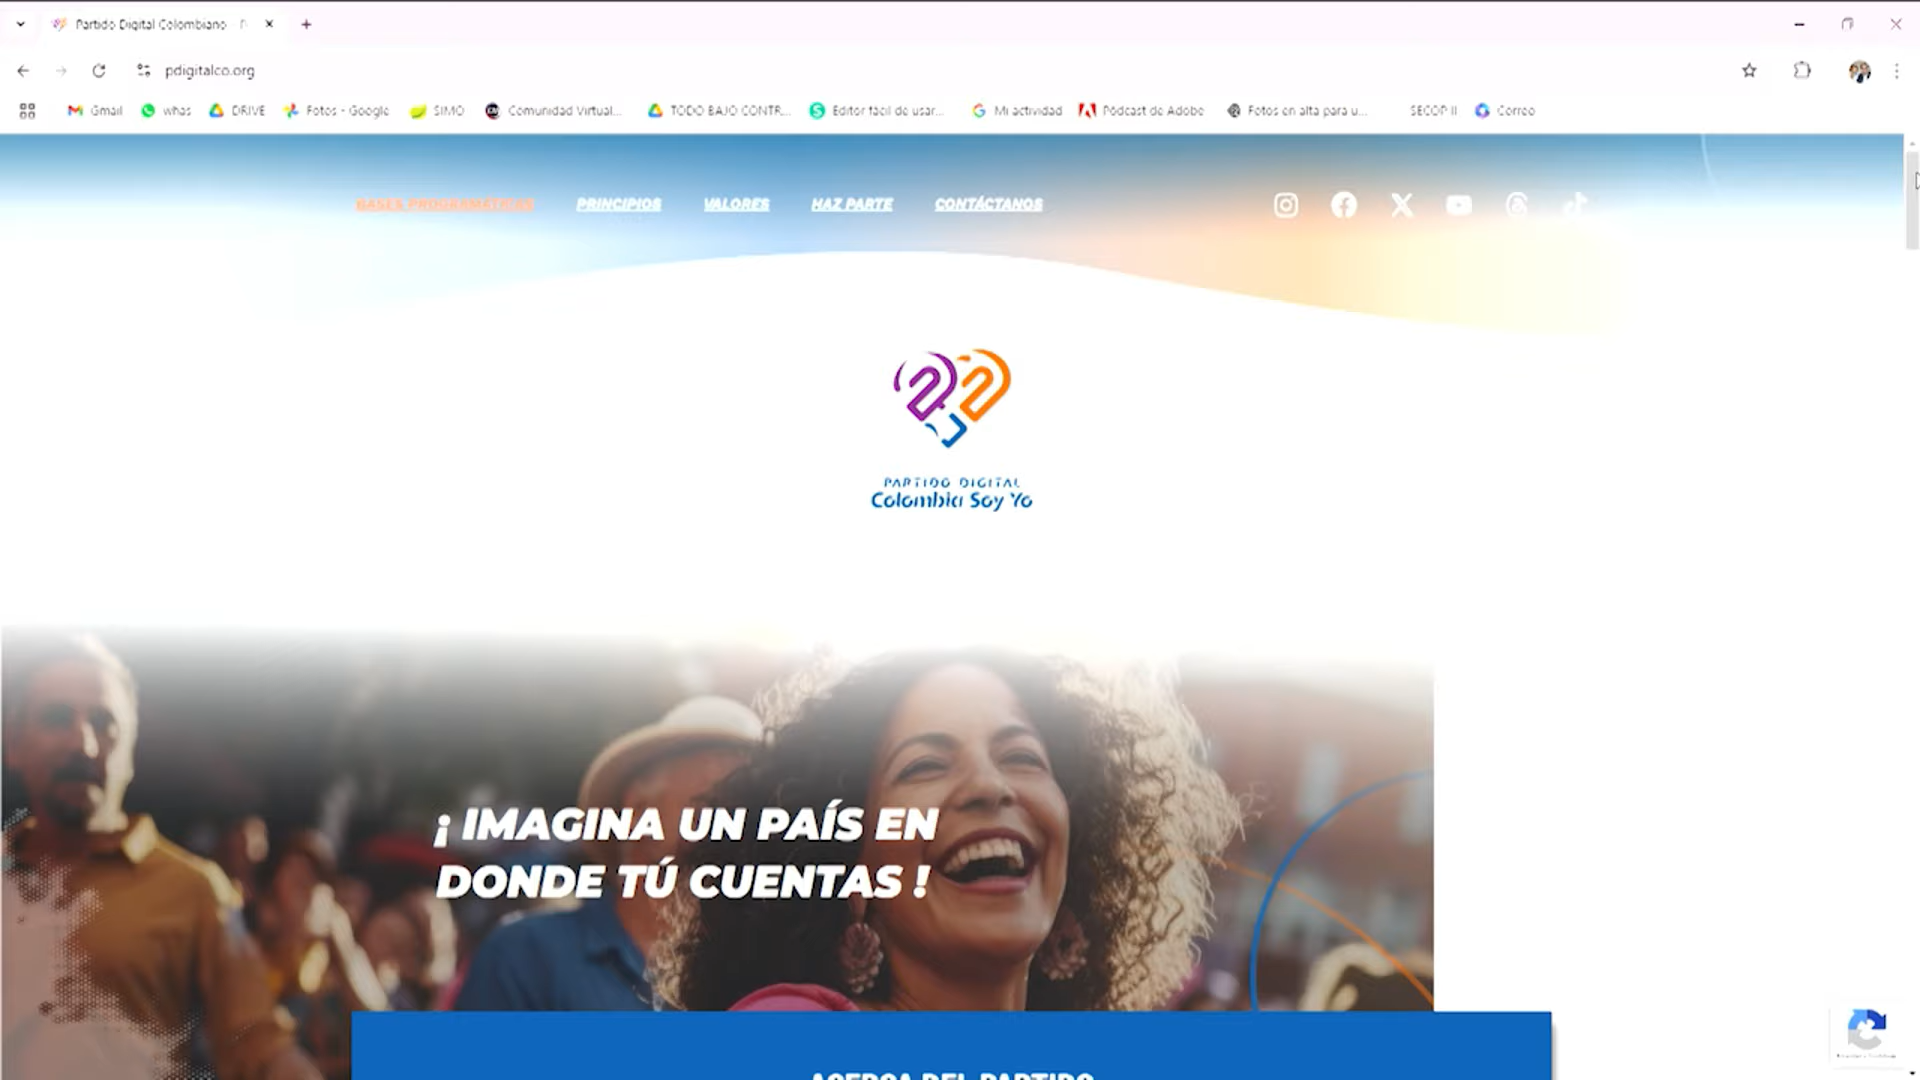 Partido Digital Colombiano
pdigitalco.org
Gmail whas DRIVE Fotos - Google SIMO Comunidad Virtual... TODO BAJO CONTR... Editor fácil de usar... Mi actividad Pódcast de Adobe Fotos en alta para u... SECOP II Correo
BASES PROGRAMÁTICAS PRINCIPIOS VALORES HAZ PARTE CONTÁCTANOS
PARTIDO DIGITAL
Colombia Soy Yo
¡ IMAGINA UN PAÍS EN
DONDE TÚ CUENTAS !
ACERCA DEL PARTIDO